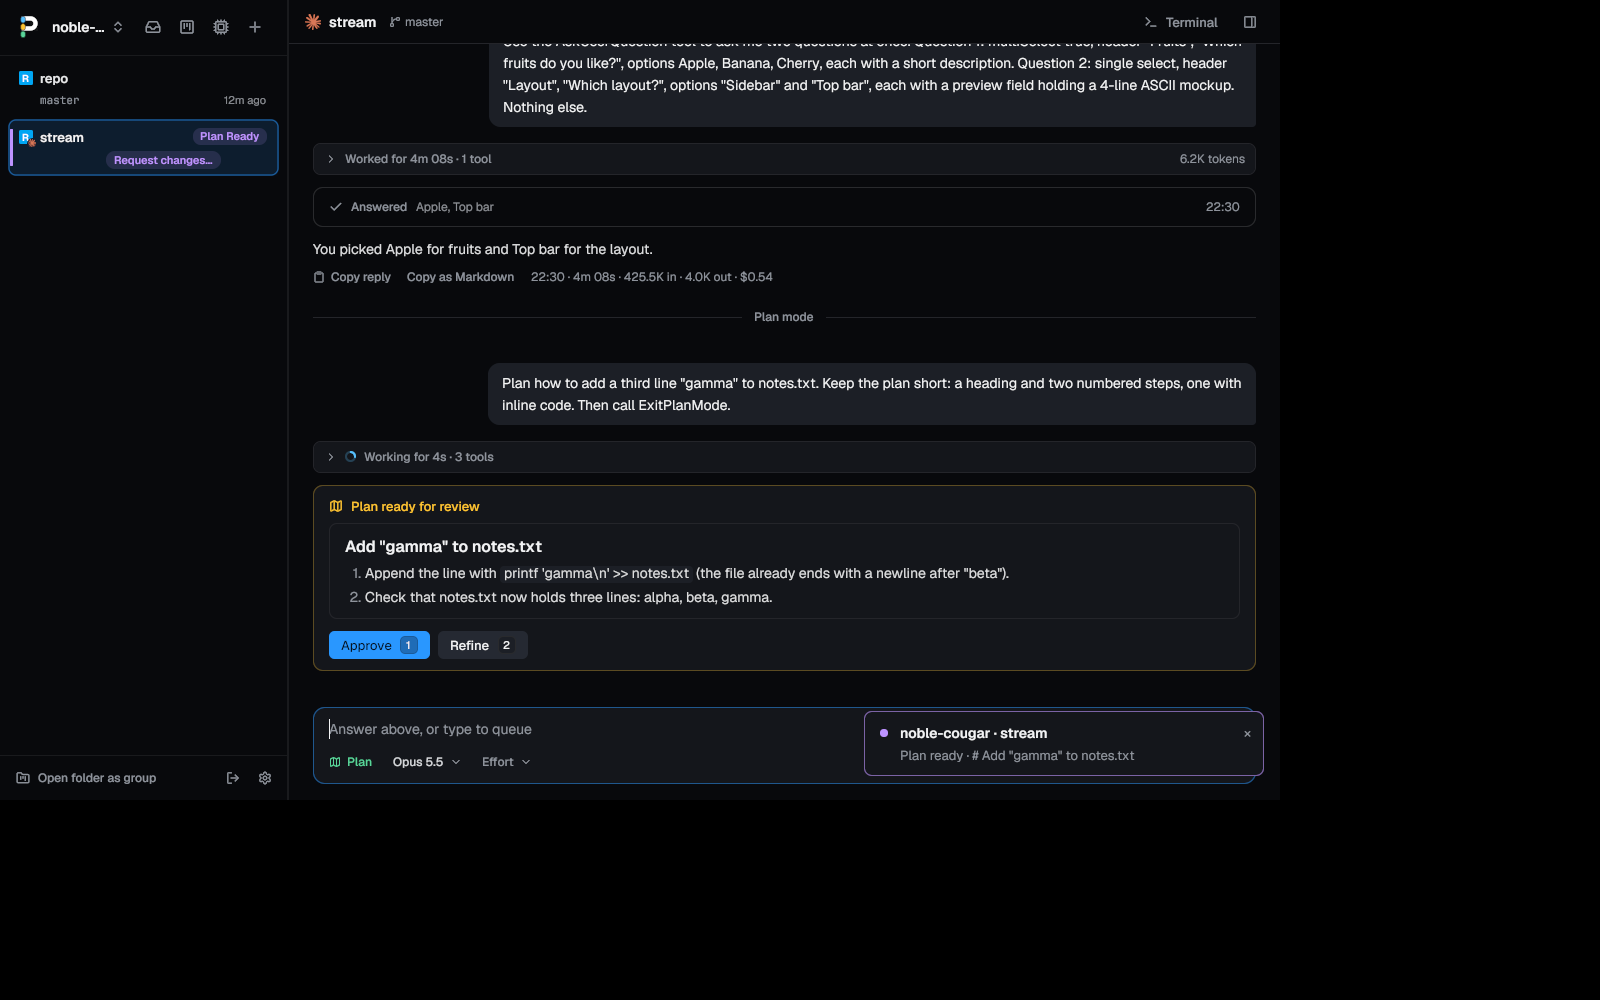 noble-...
stream
master
Terminal
repo
master
12m ago
stream
Plan Ready
Request changes...
fruits do you like?", options Apple, Banana, Cherry, each with a short description. Question 2: single select, header
"Layout", "Which layout?", options "Sidebar" and "Top bar", each with a preview field holding a 4-line ASCII mockup.
Nothing else.
Worked for 4m 08s · 1 tool
6.2K tokens
Answered Apple, Top bar
22:30
You picked Apple for fruits and Top bar for the layout.
Copy reply Copy as Markdown 22:30 · 4m 08s · 425.5K in · 4.0K out · $0.54
Plan mode
Plan how to add a third line "gamma" to notes.txt. Keep the plan short: a heading and two numbered steps, one with
inline code. Then call ExitPlanMode.
Working for 4s · 3 tools
Plan ready for review
Add "gamma" to notes.txt
1. Append the line with printf 'gamma\n' >> notes.txt (the file already ends with a newline after "beta").
2. Check that notes.txt now holds three lines: alpha, beta, gamma.
Approve 1
Refine 2
Answer above, or type to queue
Plan
Opus 5.5
Effort
noble-cougar · stream
Plan ready · # Add "gamma" to notes.txt
Open folder as group